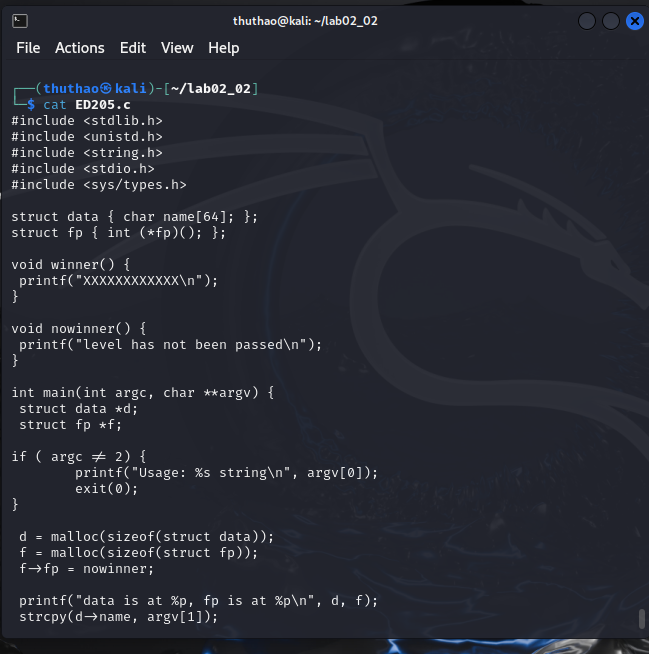 thuthao@kali: ~/lab02_02
File Actions Edit View Help
┌──(thuthao㉿kali)-[~/lab02_02]
└─$ cat ED205.c
#include <stdlib.h>
#include <unistd.h>
#include <string.h>
#include <stdio.h>
#include <sys/types.h>
struct data { char name[64]; };
struct fp { int (*fp)(); };
void winner() {
 printf("XXXXXXXXXXXX\n");
}
void nowinner() {
 printf("level has not been passed\n");
}
int main(int argc, char **argv) {
 struct data *d;
 struct fp *f;
if ( argc ≠ 2) {
        printf("Usage: %s string\n", argv[0]);
        exit(0);
}
 d = malloc(sizeof(struct data));
 f = malloc(sizeof(struct fp));
 f→fp = nowinner;
 printf("data is at %p, fp is at %p\n", d, f);
 strcpy(d→name, argv[1]);